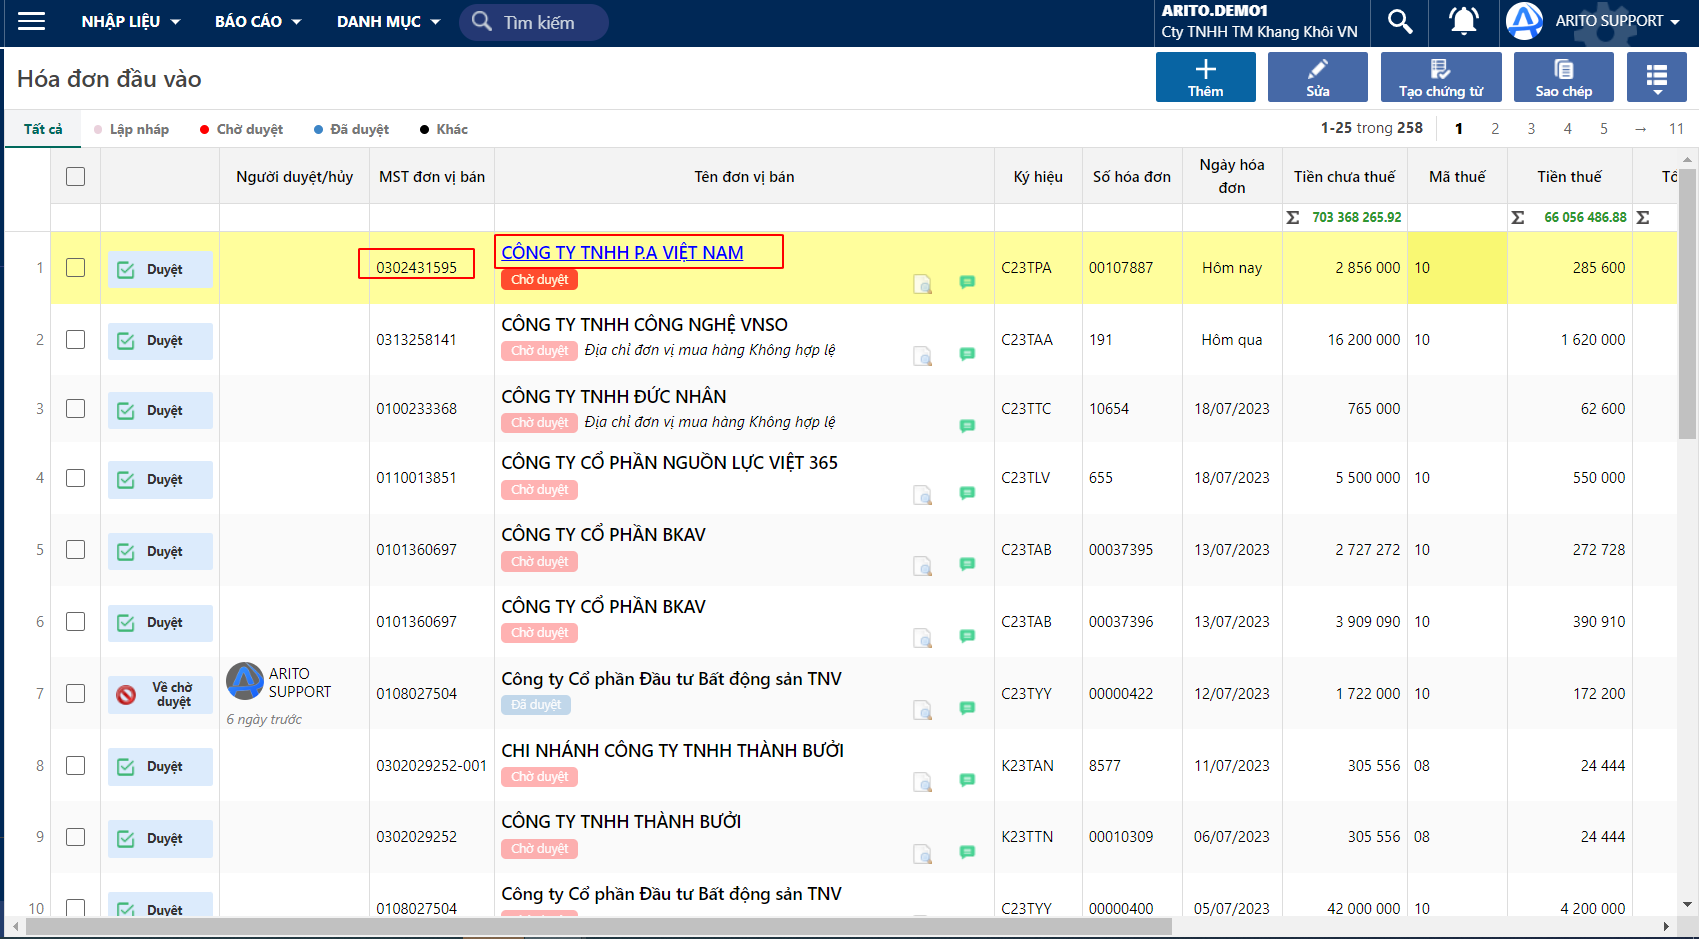 NHẬP LIỆU BÁO CÁO DANH MỤC Tìm kiếm
ARITO.DEMO1
Cty TNHH TM Khang Khôi VN
ARITO SUPPORT
Hóa đơn đầu vào
Thêm Sửa Tạo chứng từ Sao chép
Tất cả Lập nháp Chờ duyệt Đã duyệt Khác
1-25 trong 258 1 2 3 4 5 → 11
Người duyệt/hủy MST đơn vị bán Tên đơn vị bán Ký hiệu Số hóa đơn Ngày hóa đơn Tiền chưa thuế Mã thuế Tiền thuế
Σ 703 368 265.92 Σ 66 056 486.88 Σ
1 Duyệt 0302431595 CÔNG TY TNHH P.A VIỆT NAM C23TPA 00107887 Hôm nay 2 856 000 10 285 600
Chờ duyệt
2 Duyệt 0313258141 CÔNG TY TNHH CÔNG NGHỆ VNSO C23TAA 191 Hôm qua 16 200 000 10 1 620 000
Chờ duyệt Địa chỉ đơn vị mua hàng Không hợp lệ
3 Duyệt 0100233368 CÔNG TY TNHH ĐỨC NHÂN C23TTC 10654 18/07/2023 765 000 62 600
Chờ duyệt Địa chỉ đơn vị mua hàng Không hợp lệ
4 Duyệt 0110013851 CÔNG TY CỔ PHẦN NGUỒN LỰC VIỆT 365 C23TLV 655 18/07/2023 5 500 000 10 550 000
Chờ duyệt
5 Duyệt 0101360697 CÔNG TY CỔ PHẦN BKAV C23TAB 00037395 13/07/2023 2 727 272 10 272 728
Chờ duyệt
6 Duyệt 0101360697 CÔNG TY CỔ PHẦN BKAV C23TAB 00037396 13/07/2023 3 909 090 10 390 910
Chờ duyệt
7 Về chờ duyệt ARITO SUPPORT 0108027504 Công ty Cổ phần Đầu tư Bất động sản TNV C23TYY 00000422 12/07/2023 1 722 000 10 172 200
6 ngày trước Đã duyệt
8 Duyệt 0302029252-001 CHI NHÁNH CÔNG TY TNHH THÀNH BƯỞI K23TAN 8577 11/07/2023 305 556 08 24 444
Chờ duyệt
9 Duyệt 0302029252 CÔNG TY TNHH THÀNH BƯỞI K23TTN 00010309 06/07/2023 305 556 08 24 444
Chờ duyệt
10 Duyệt 0108027504 Công ty Cổ phần Đầu tư Bất động sản TNV C23TYY 00000400 05/07/2023 42 000 000 10 4 200 000